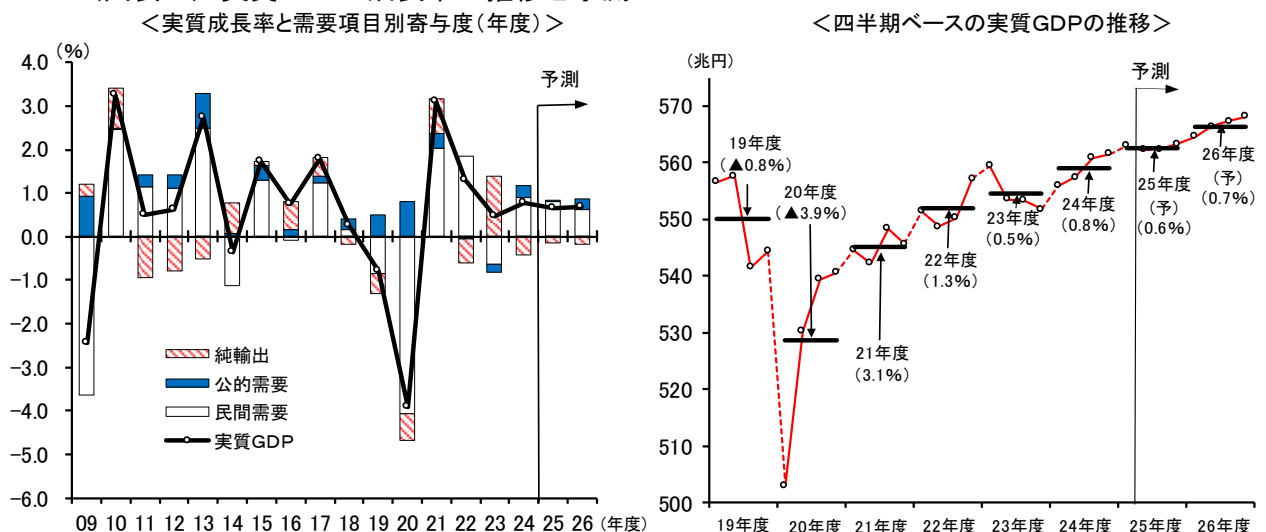 <実質成長率と需要項目別寄与度(年度)>
(%)
4.0
3.0
2.0
1.0
0.0
−1.0
−2.0
−3.0
−4.0
−5.0
−6.0
予測
純輸出
公的需要
民間需要
実質GDP
09 10 11 12 13 14 15 16 17 18 19 20 21 22 23 24 25 26 (年度)
<四半期ベースの実質GDPの推移>
(兆円)
570
560
550
540
530
520
510
500
予測
19年度
(▲0.8%)
20年度
(▲3.9%)
21年度
(3.1%)
22年度
(1.3%)
23年度
(0.5%)
24年度
(0.8%)
25年度
(予)
(0.6%)
26年度
(予)
(0.7%)
19年度 20年度 21年度 22年度 23年度 24年度 25年度 26年度